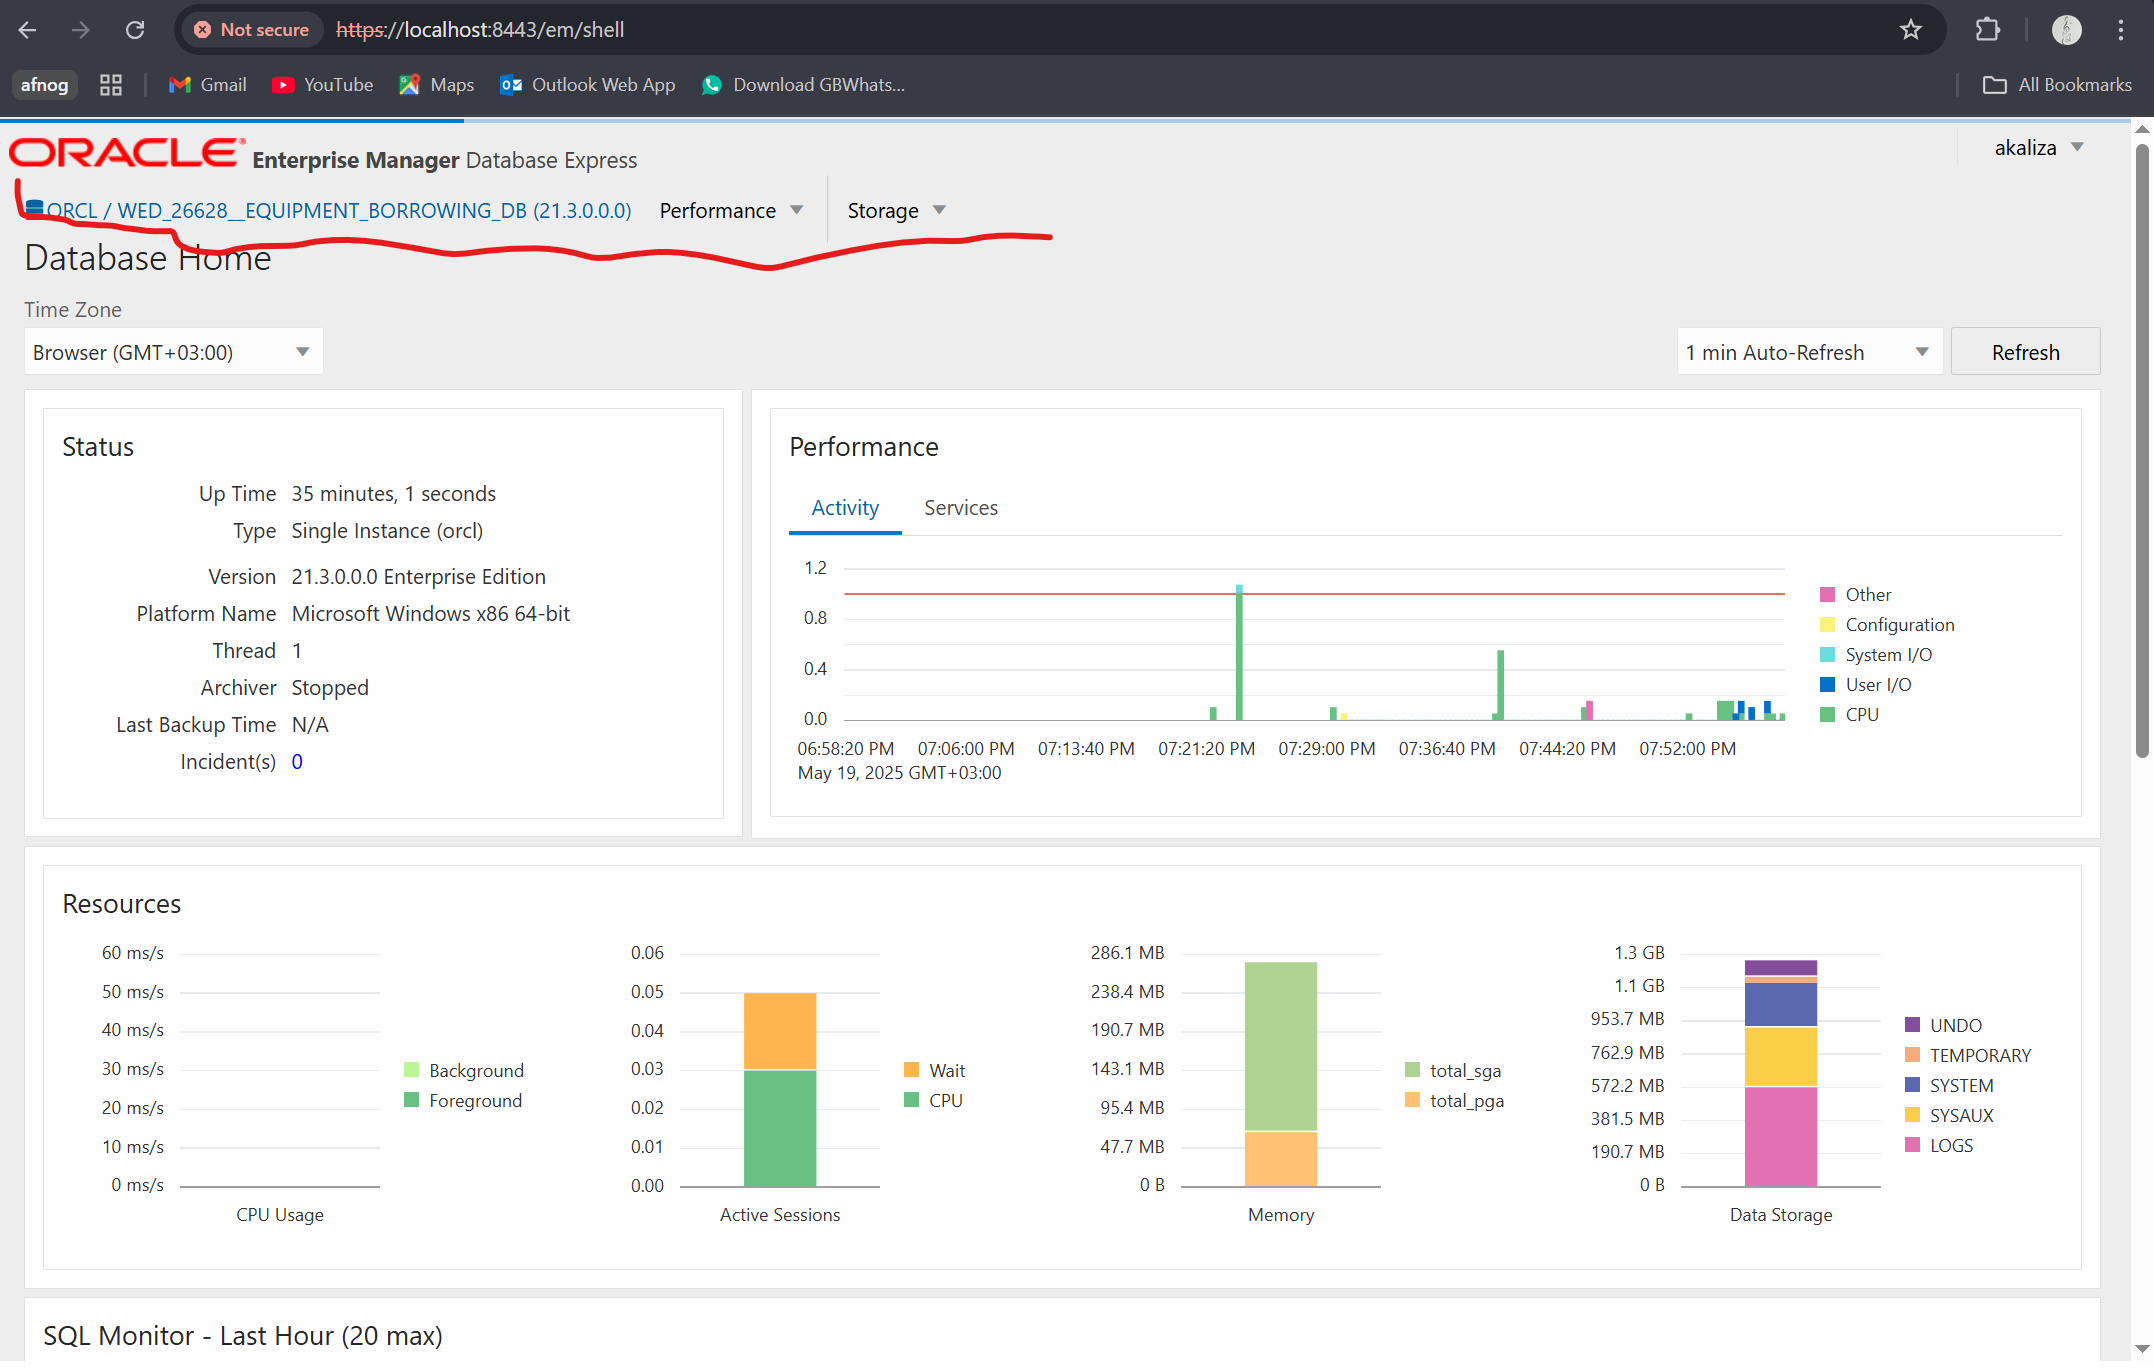 Not secure https://localhost:8443/em/shell
afnog Gmail YouTube Maps Outlook Web App Download GBWhats... All Bookmarks
ORACLE Enterprise Manager Database Express akaliza
ORCL / WED_26628__EQUIPMENT_BORROWING_DB (21.3.0.0.0) Performance Storage
Database Home
Time Zone
Browser (GMT+03:00) 1 min Auto-Refresh Refresh
Status
Up Time 35 minutes, 1 seconds
Type Single Instance (orcl)
Version 21.3.0.0.0 Enterprise Edition
Platform Name Microsoft Windows x86 64-bit
Thread 1
Archiver Stopped
Last Backup Time N/A
Incident(s) 0
Performance
Activity Services
1.2
0.8
0.4
0.0
06:58:20 PM 07:06:00 PM 07:13:40 PM 07:21:20 PM 07:29:00 PM 07:36:40 PM 07:44:20 PM 07:52:00 PM
May 19, 2025 GMT+03:00
Other
Configuration
System I/O
User I/O
CPU
Resources
60 ms/s
50 ms/s
40 ms/s
30 ms/s
20 ms/s
10 ms/s
0 ms/s
CPU Usage
Background
Foreground
0.06
0.05
0.04
0.03
0.02
0.01
0.00
Active Sessions
Wait
CPU
286.1 MB
238.4 MB
190.7 MB
143.1 MB
95.4 MB
47.7 MB
0 B
Memory
total_sga
total_pga
1.3 GB
1.1 GB
953.7 MB
762.9 MB
572.2 MB
381.5 MB
190.7 MB
0 B
Data Storage
UNDO
TEMPORARY
SYSTEM
SYSAUX
LOGS
SQL Monitor - Last Hour (20 max)